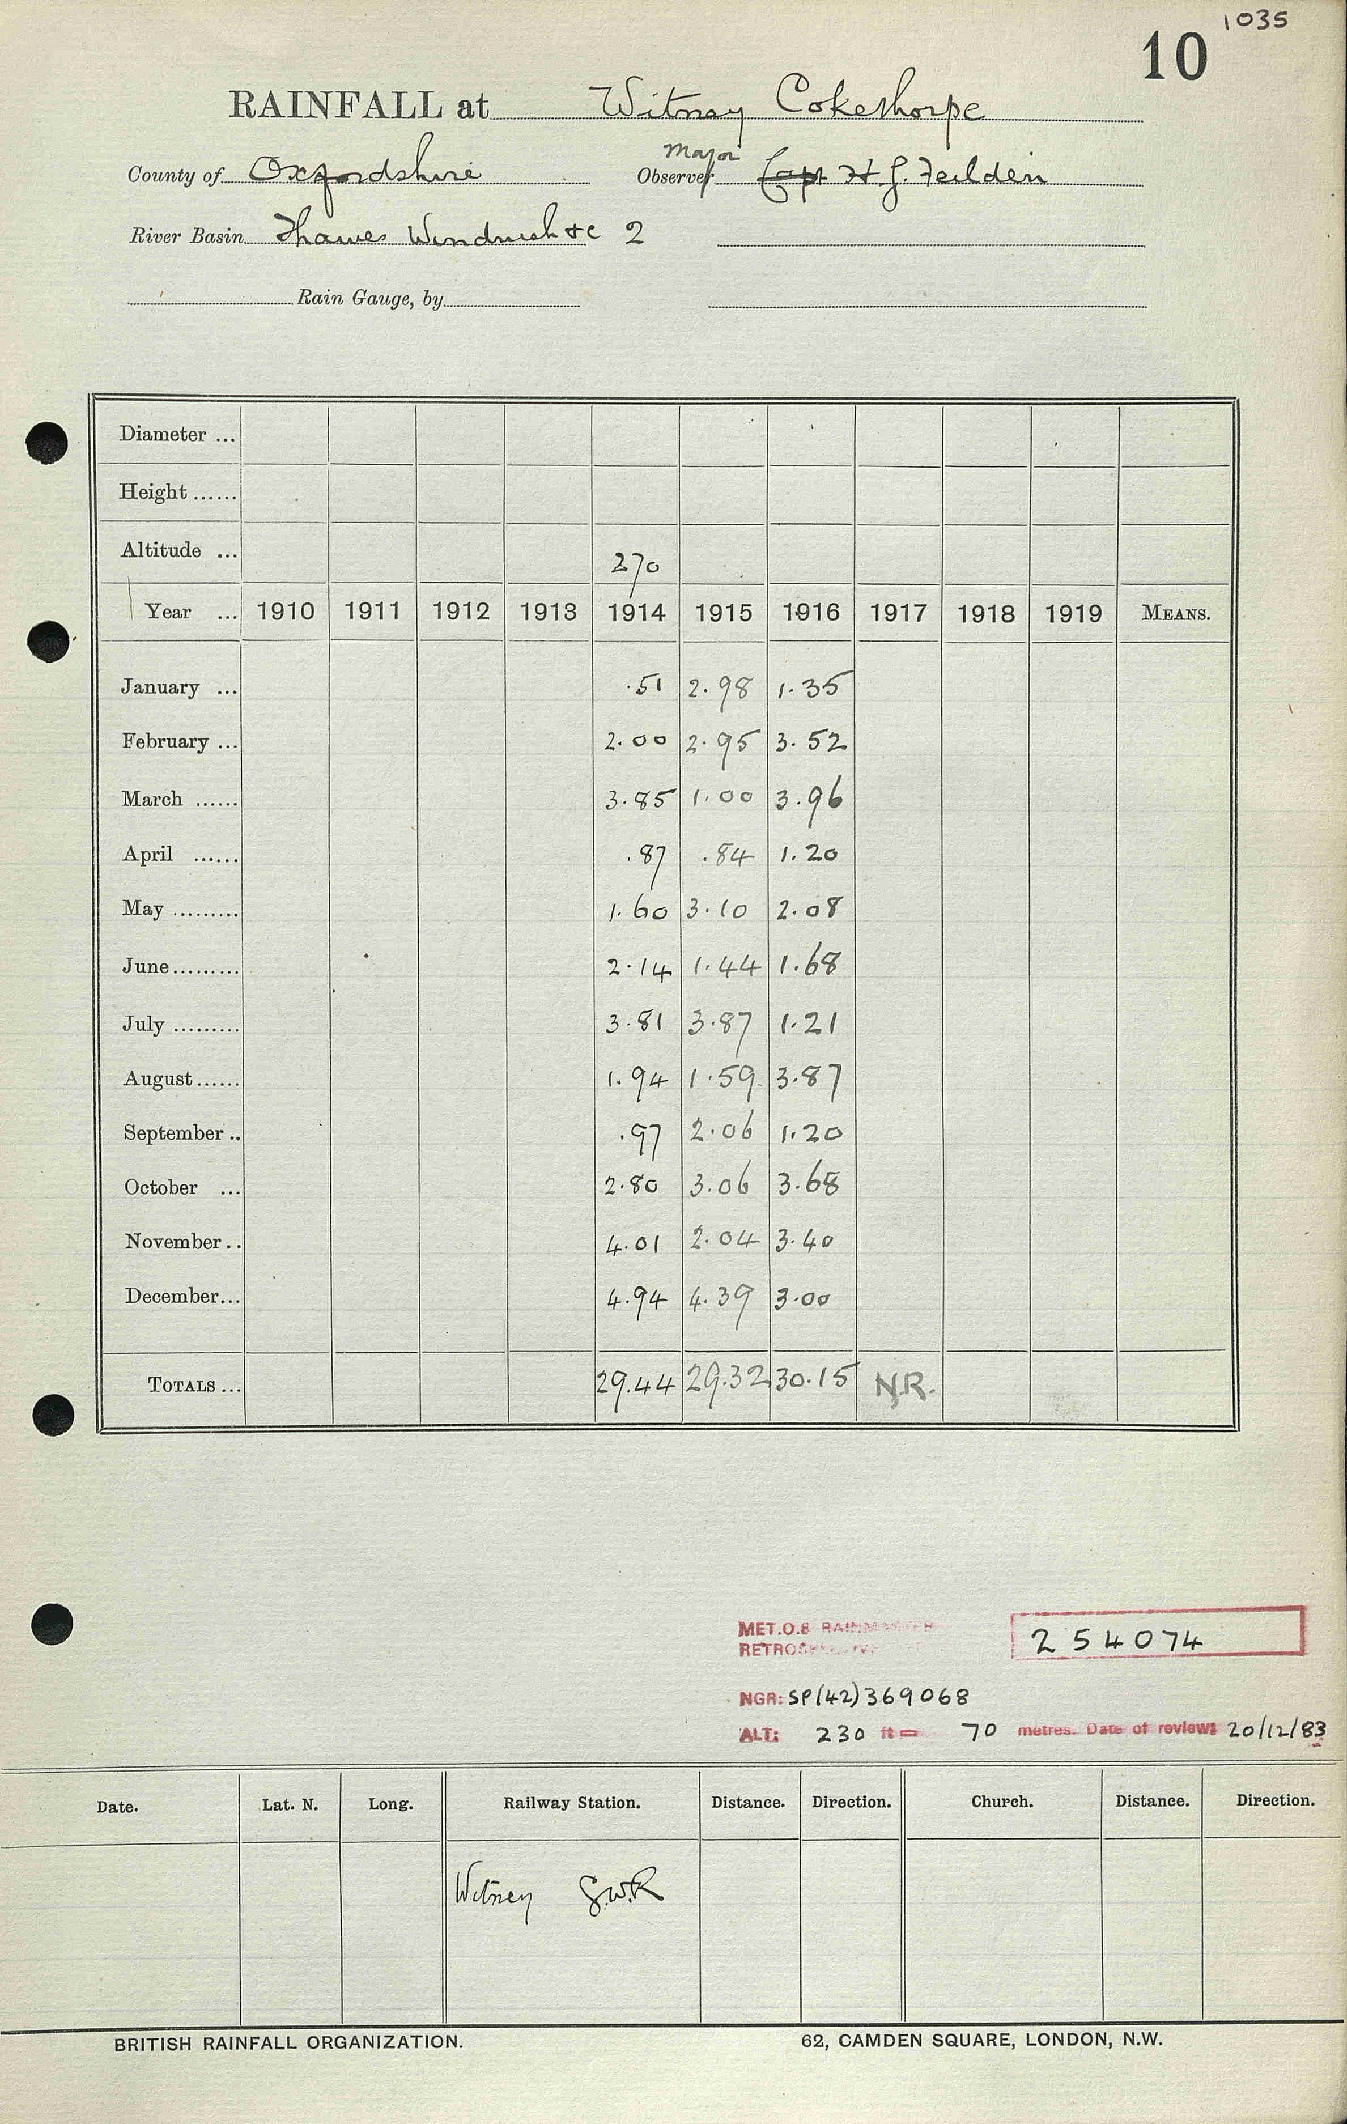 1035
10
RAINFALL at Witney Cokethorpe
Major
County of Oxfordshire Observer Capt H. G. Feilden
River Basin Thames Windrush &c 2
Rain Gauge, by
Diameter ...
Height ......
Altitude ... 270
Year ... 1910 1911 1912 1913 1914 1915 1916 1917 1918 1919 MEANS.
January ... .51 2.98 1.35
February ... 2.00 2.95 3.52
March ...... 3.85 1.00 3.96
April ...... .87 .84 1.20
May ......... 1.60 3.10 2.08
June......... 2.14 1.44 1.68
July ......... 3.81 3.87 1.21
August...... 1.94 1.59 3.87
September .. .97 2.06 1.20
October ... 2.80 3.06 3.68
November .. 4.01 2.04 3.40
December... 4.94 4.39 3.00
TOTALS ... 29.44 29.32 30.15 N.R.
MET.O.8
254074
NGR: SP(42)369068
ALT: 230 ft = 70 metres. Date of review: 20/12/83
Date. Lat. N. Long. Railway Station. Distance. Direction. Church. Distance. Direction.
Witney G.W.R
BRITISH RAINFALL ORGANIZATION. 62, CAMDEN SQUARE, LONDON, N.W.